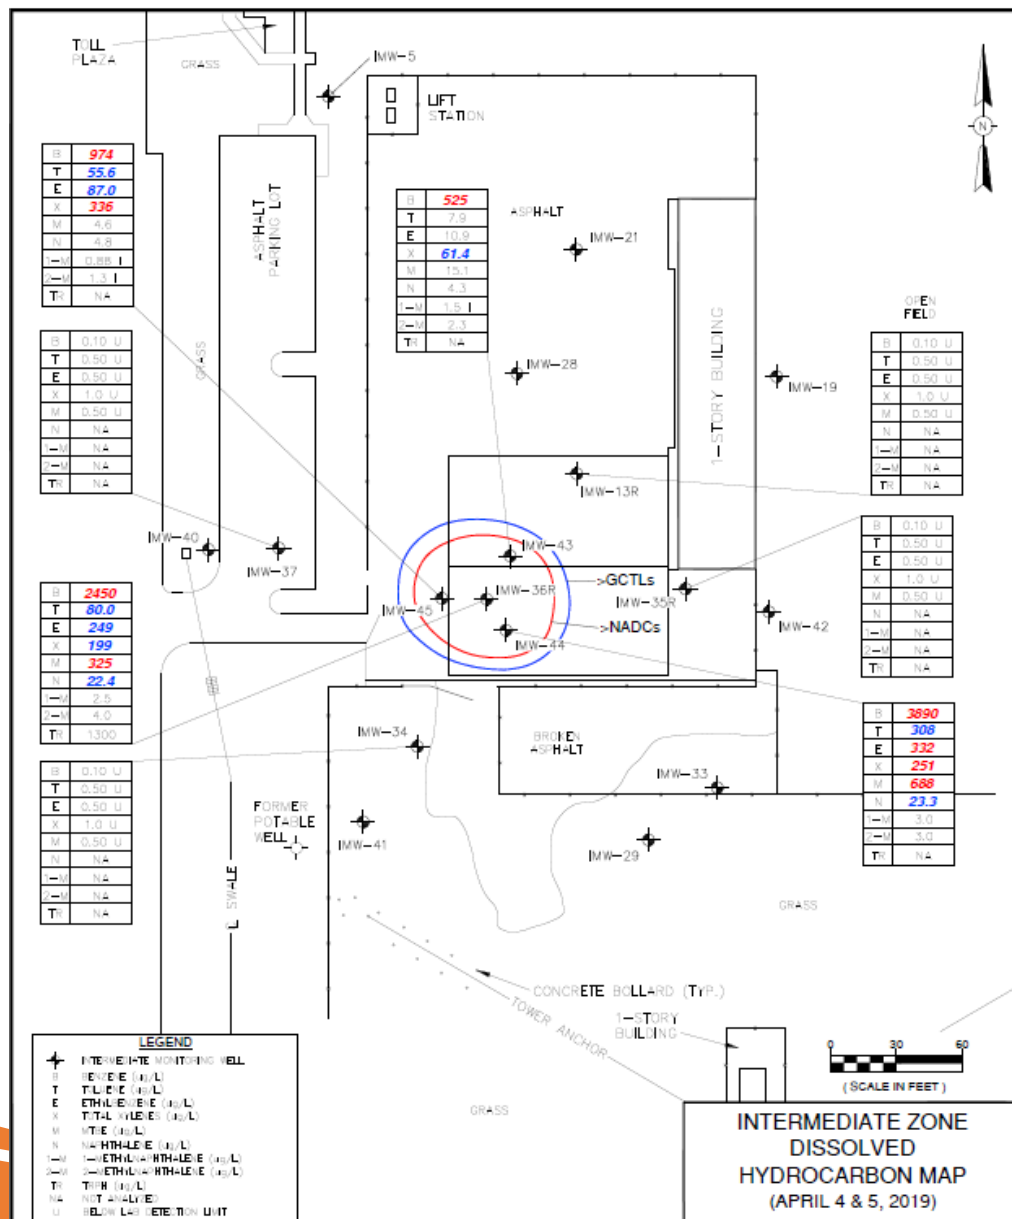 TOLL
PLAZA
GRASS
IMW-5
LIFT
STATION
N
B 974
T 55.6
E 87.0
X 336
M 4.6
N 4.8
1-M 0.88 I
2-M 1.3 I
TR NA
ASPHALT
PARKING LOT
B 525
T 7.9
E 10.9
X 61.4
M 15.1
N 4.3
1-M 1.5 I
2-M 2.3
TR NA
ASPHALT
IMW-21
OPEN
FIELD
1-STORY BUILDING
GRASS
B 0.10 U
T 0.50 U
E 0.50 U
X 1.0 U
M 0.50 U
N NA
1-M NA
2-M NA
TR NA
IMW-28
IMW-19
B 0.10 U
T 0.50 U
E 0.50 U
X 1.0 U
M 0.50 U
N NA
1-M NA
2-M NA
TR NA
IMW-13R
IMW-40
IMW-37
IMW-43
IMW-36R
>GCTLs
IMW-45
IMW-35R
>NADCs
IMW-44
IMW-42
B 0.10 U
T 0.50 U
E 0.50 U
X 1.0 U
M 0.50 U
N NA
1-M NA
2-M NA
TR NA
B 2450
T 80.0
E 249
X 199
M 325
N 22.4
1-M 2.5
2-M 4.0
TR 1300
B 3890
T 308
E 332
X 251
M 688
N 23.3
1-M 3.0
2-M 3.0
TR NA
IMW-34
BROKEN
ASPHALT
IMW-33
B 0.10 U
T 0.50 U
E 0.50 U
X 1.0 U
M 0.50 U
N NA
1-M NA
2-M NA
TR NA
FORMER
POTABLE
WELL
IMW-41
IMW-29
℄ SWALE
GRASS
CONCRETE BOLLARD (TYP.)
TOWER ANCHOR
1-STORY
BUILDING
GRASS
0 30 60
( SCALE IN FEET )
LEGEND
INTERMEDIATE MONITORING WELL
B BENZENE (ug/L)
T TOLUENE (ug/L)
E ETHYLBENZENE (ug/L)
X TOTAL XYLENES (ug/L)
M MTBE (ug/L)
N NAPHTHALENE (ug/L)
1-M 1-METHYLNAPHTHALENE (ug/L)
2-M 2-METHYLNAPHTHALENE (ug/L)
TR TRPH (ug/L)
NA NOT ANALYZED
U BELOW LAB DETECTION LIMIT
INTERMEDIATE ZONE
DISSOLVED
HYDROCARBON MAP
(APRIL 4 & 5, 2019)